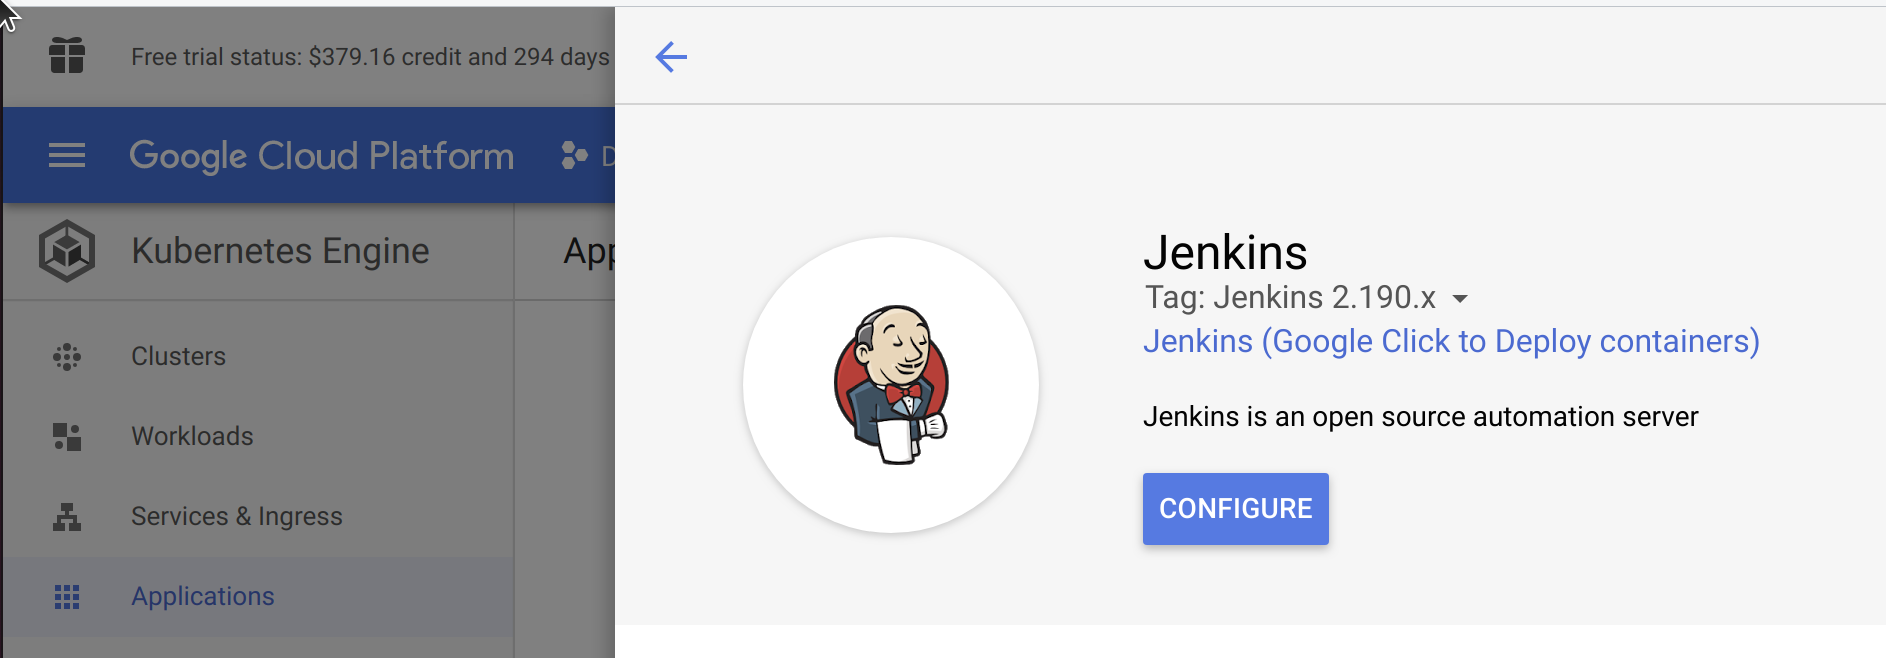 Free trial status: $379.16 credit and 294 days
Google Cloud Platform
Kubernetes Engine
Clusters
Workloads
Services & Ingress
Applications
Jenkins
Tag: Jenkins 2.190.x
Jenkins (Google Click to Deploy containers)
Jenkins is an open source automation server
CONFIGURE